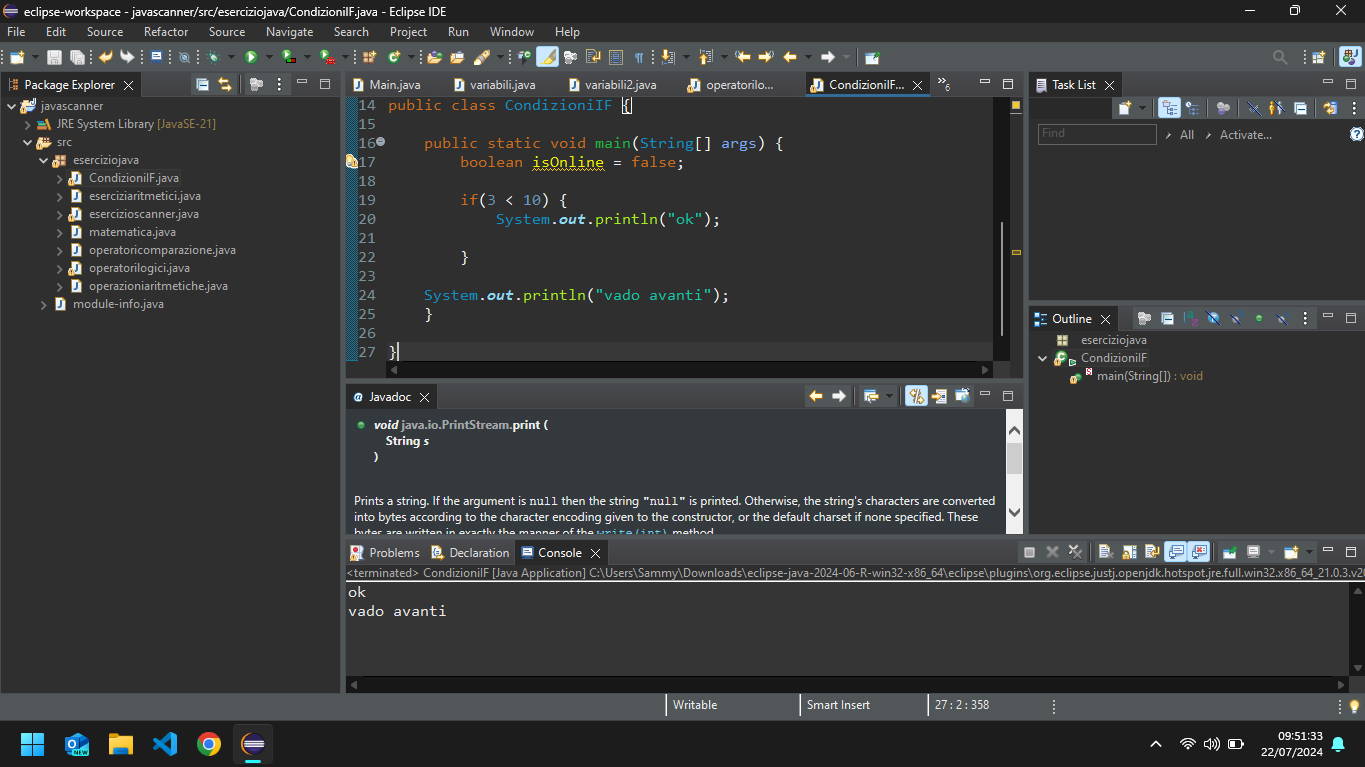 eclipse-workspace - javascanner/src/eserciziojava/CondizioniIF.java - Eclipse IDE
File Edit Source Refactor Source Navigate Search Project Run Window Help
Package Explorer
javascanner
JRE System Library [JavaSE-21]
src
eserciziojava
CondizioniIF.java
eserciziaritmetici.java
esercizioscanner.java
matematica.java
operatoricomparazione.java
operatorilogici.java
operazioniaritmetiche.java
module-info.java
Main.java variabili.java variabili2.java operatorilo... CondizioniF... 6
14 public class CondizioniIF {
15
16 public static void main(String[] args) {
17 boolean isOnline = false;
18
19 if(3 < 10) {
20 System.out.println("ok");
21
22 }
23
24 System.out.println("vado avanti");
25 }
26
27 }
Javadoc
void java.io.PrintStream.print (
String s
)
Prints a string. If the argument is null then the string "null" is printed. Otherwise, the string's characters are converted
into bytes according to the character encoding given to the constructor, or the default charset if none specified. These
bytes are written in exactly the manner of the write(int) method.
Task List
Find All Activate...
Outline
eserciziojava
CondizioniIF
main(String[]) : void
Problems Declaration Console
<terminated> CondizioniIF [Java Application] C:\Users\Sammy\Downloads\eclipse-java-2024-06-R-win32-x86_64\eclipse\plugins\org.eclipse.justj.openjdk.hotspot.jre.full.win32.x86_64_21.0.3.v20
ok
vado avanti
Writable Smart Insert 27 : 2 : 358
NEW
09:51:33
22/07/2024